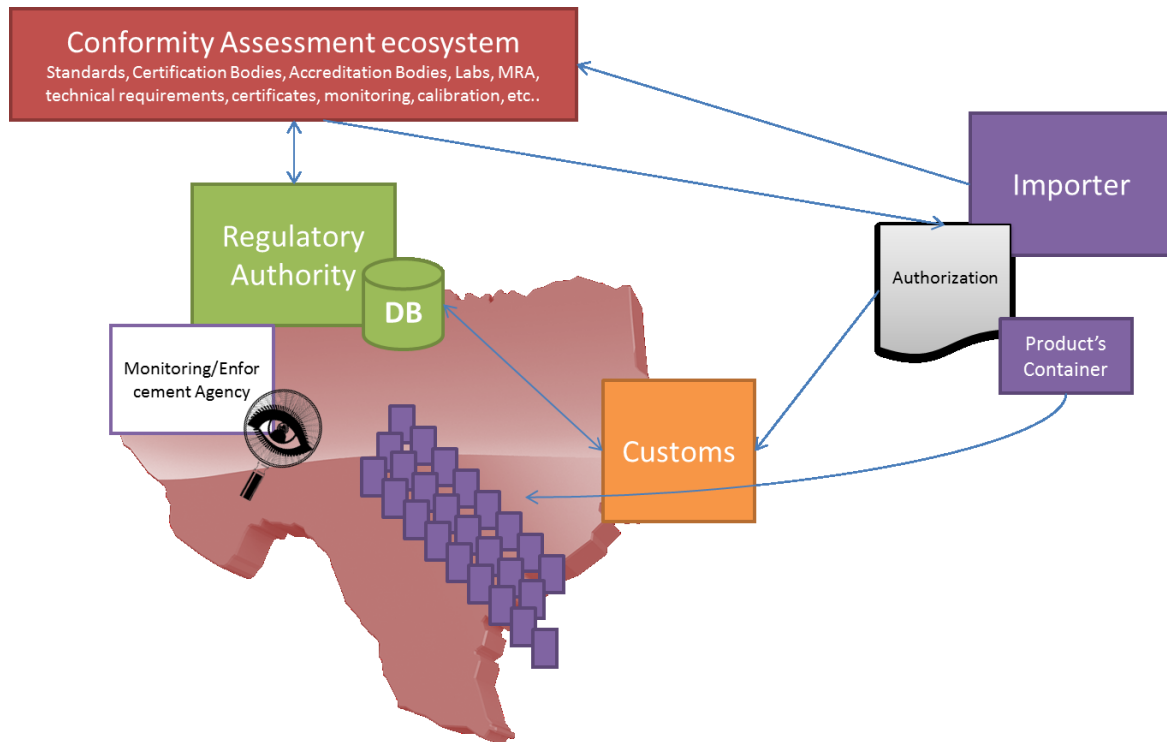 Conformity Assessment ecosystem
Standards, Certification Bodies, Accreditation Bodies, Labs, MRA,
technical requirements, certificates, monitoring, calibration, etc..
Importer
Regulatory
Authority
DB
Authorization
Product's
Container
Monitoring/Enfor
cement Agency
Customs